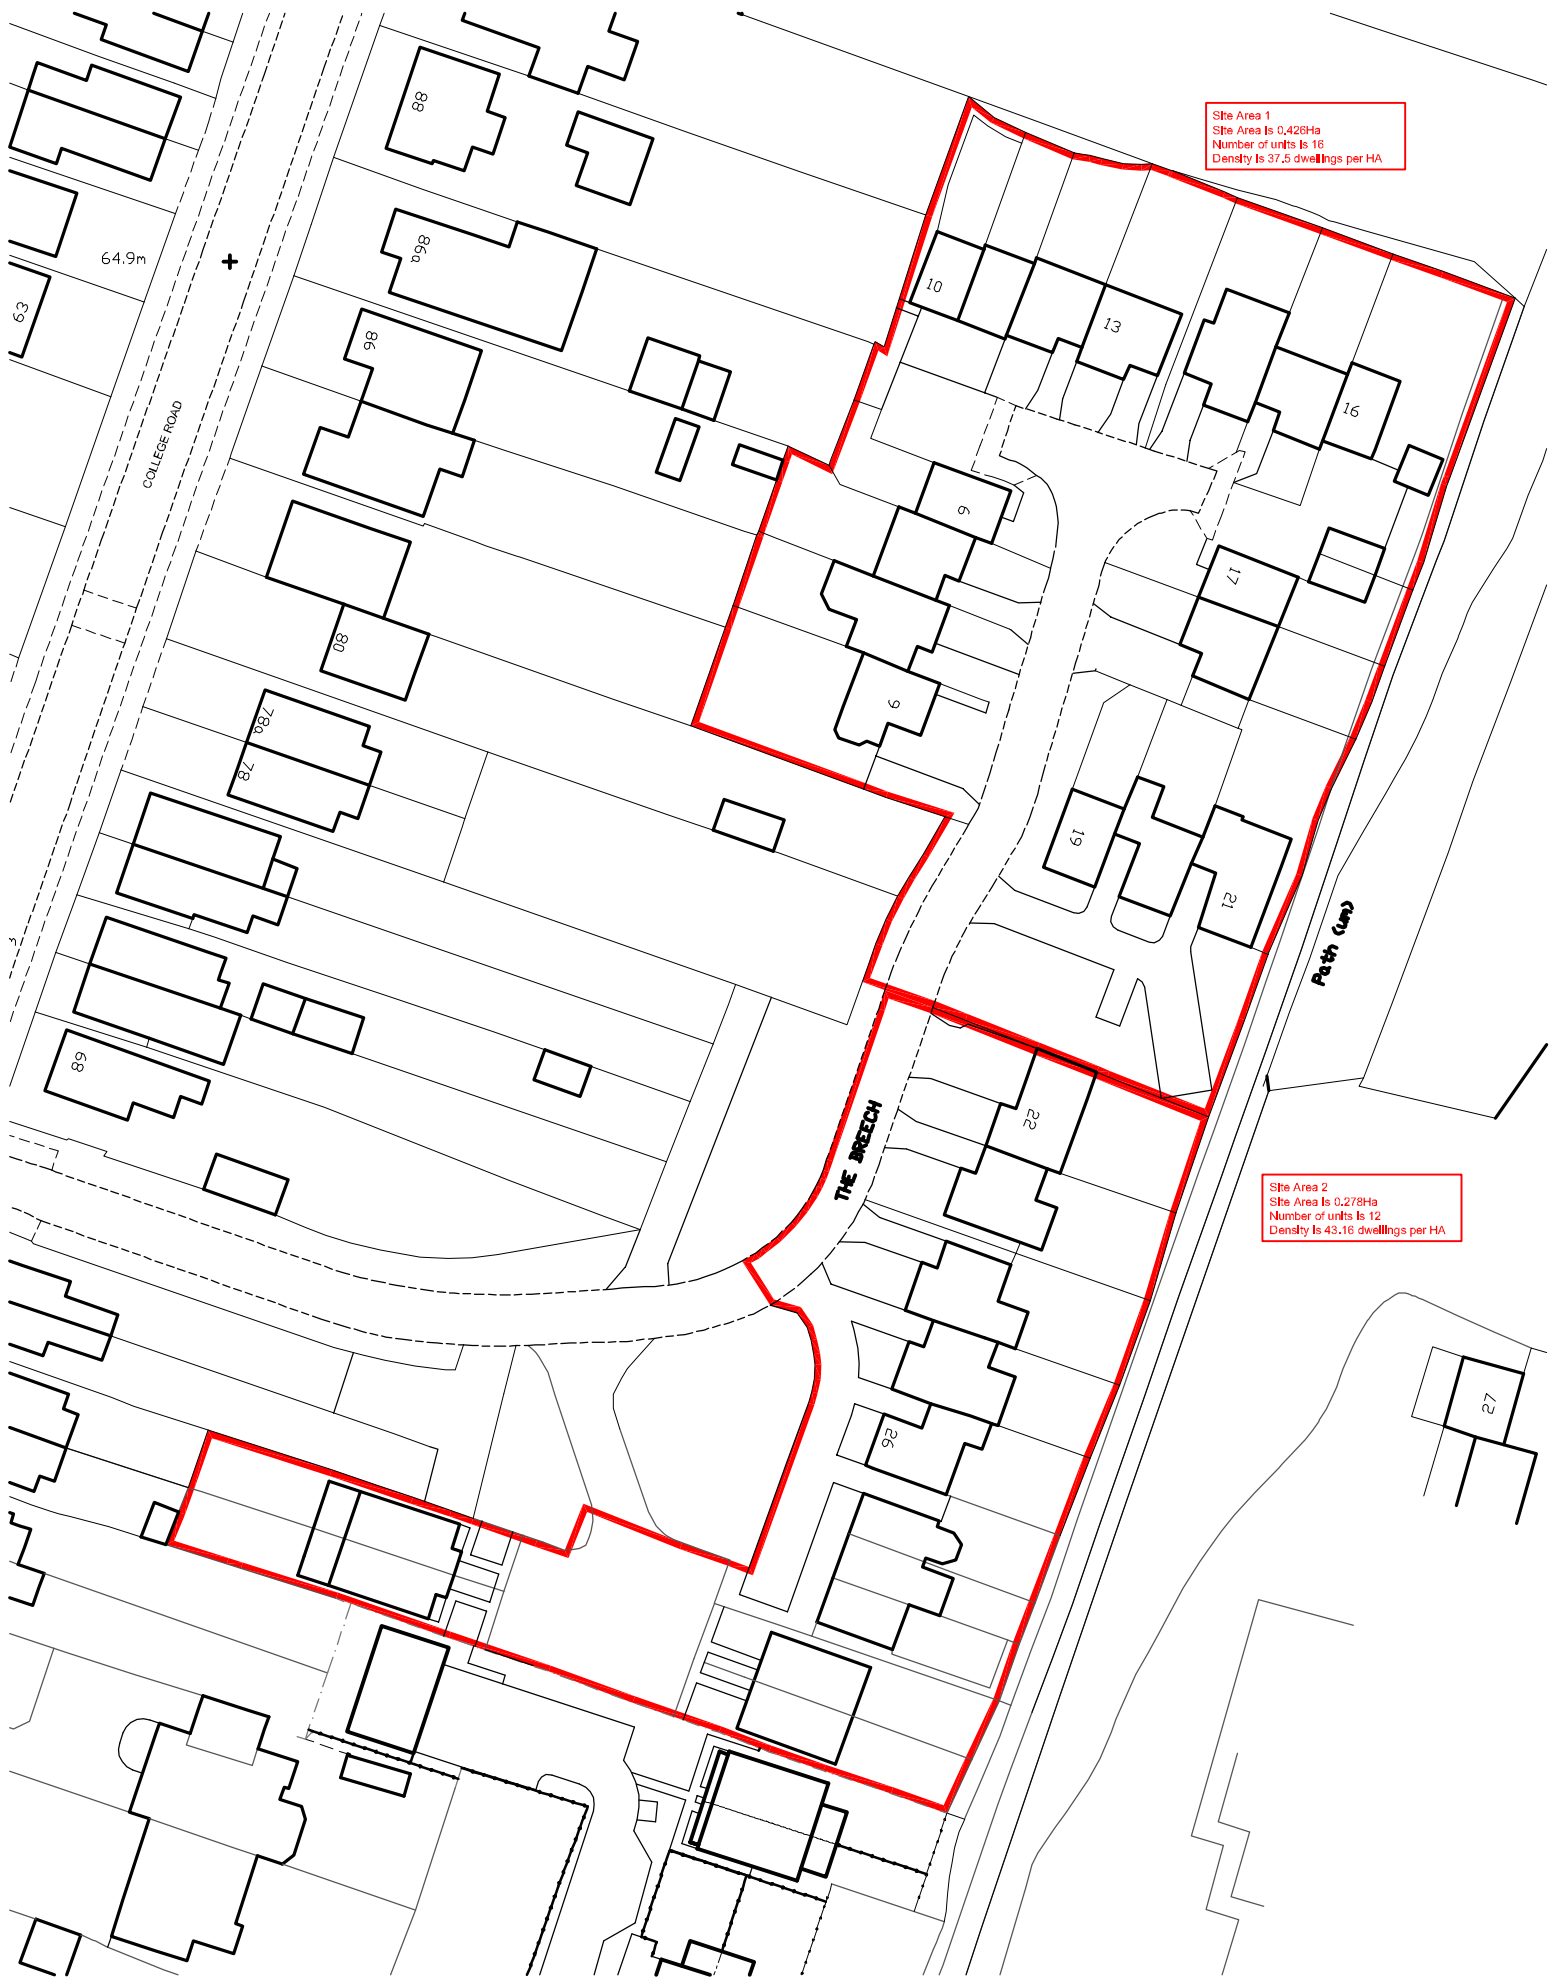 Site Area 1
Site Area is 0.426Ha
Number of units is 16
Density is 37.5 dwellings per HA
88
10
86a
64.9m
63
13
86
16
COLLEGE ROAD
6
17
80
9
78a
78
19
21
Path (um)
68
22
THE BREECH
Site Area 2
Site Area is 0.278Ha
Number of units is 12
Density is 43.16 dwellings per HA
27
26